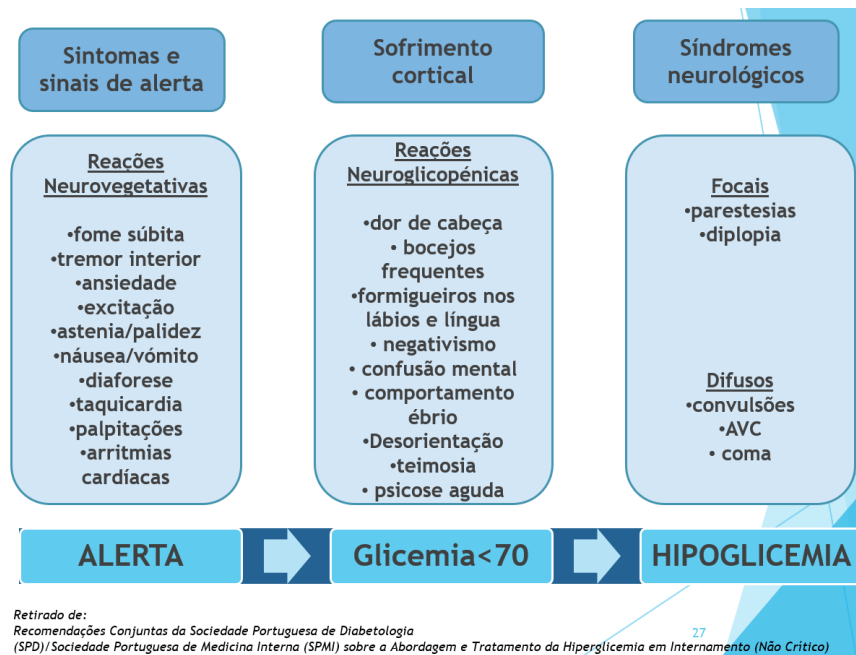 Sintomas e
sinais de alerta
Reações
Neurovegetativas
•fome súbita
•tremor interior
•ansiedade
•excitação
•astenia/palidez
•náusea/vómito
•diaforese
•taquicardia
•palpitações
•arritmias
cardíacas
Sofrimento
cortical
Reações
Neuroglicopénicas
•dor de cabeça
• bocejos
frequentes
•formigueiros nos
lábios e língua
• negativismo
• confusão mental
• comportamento
ébrio
•Desorientação
•teimosia
• psicose aguda
Síndromes
neurológicos
Focais
•parestesias
•diplopia
Difusos
•convulsões
•AVC
• coma
ALERTA
Glicemia<70
HIPOGLICEMIA
Retirado de:
Recomendações Conjuntas da Sociedade Portuguesa de Diabetologia
(SPD)/Sociedade Portuguesa de Medicina Interna (SPMI) sobre a Abordagem e Tratamento da Hiperglicemia em Internamento (Não Crítico)
27